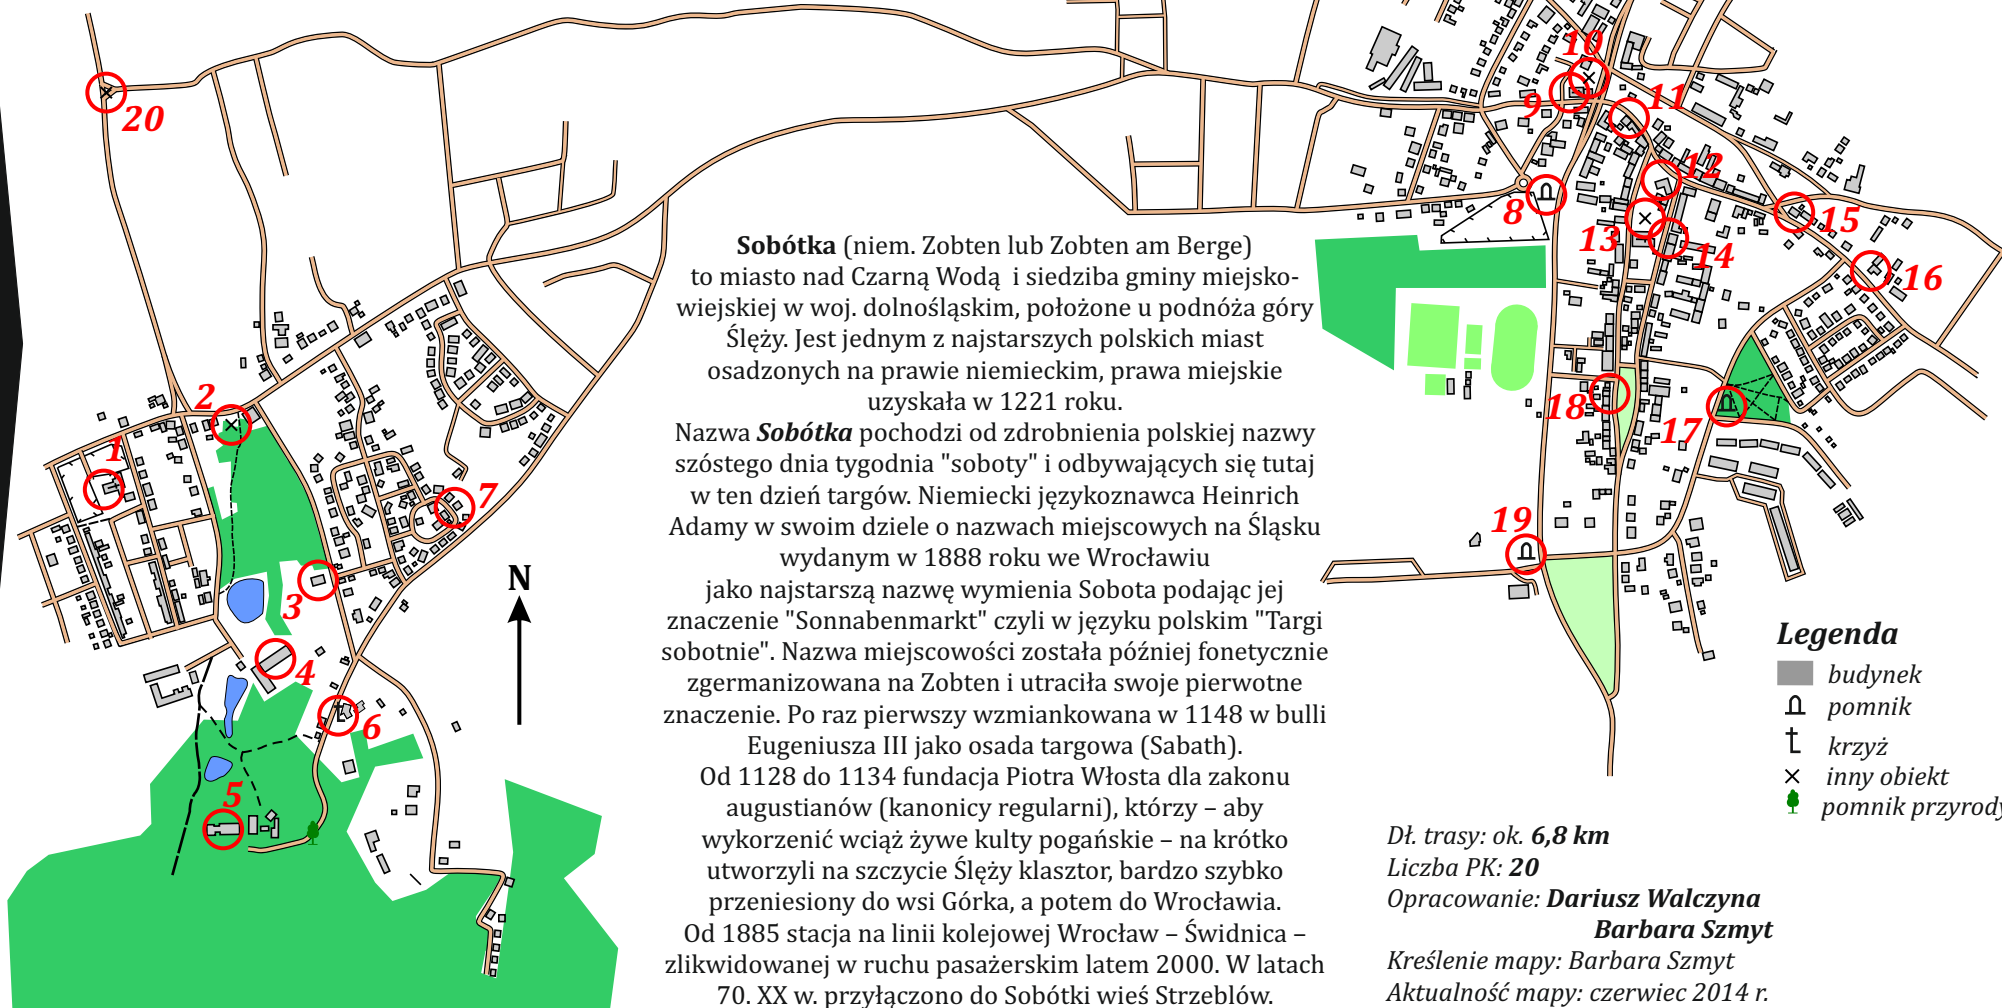 20
10
9
11
12
8
13
14
15
16
2
1
18
17
7
19
3
4
6
5
N
Sobótka (niem. Zobten lub Zobten am Berge)
to miasto nad Czarną Wodą i siedziba gminy miejsko-
wiejskiej w woj. dolnośląskim, położone u podnóża góry
Ślęży. Jest jednym z najstarszych polskich miast
osadzonych na prawie niemieckim, prawa miejskie
uzyskała w 1221 roku.
Nazwa Sobótka pochodzi od zdrobnienia polskiej nazwy
szóstego dnia tygodnia "soboty" i odbywających się tutaj
w ten dzień targów. Niemiecki językoznawca Heinrich
Adamy w swoim dziele o nazwach miejscowych na Śląsku
wydanym w 1888 roku we Wrocławiu
jako najstarszą nazwę wymienia Sobota podając jej
znaczenie "Sonnabenmarkt" czyli w języku polskim "Targi
sobotnie". Nazwa miejscowości została później fonetycznie
zgermanizowana na Zobten i utraciła swoje pierwotne
znaczenie. Po raz pierwszy wzmiankowana w 1148 w bulli
Eugeniusza III jako osada targowa (Sabath).
Od 1128 do 1134 fundacja Piotra Włosta dla zakonu
augustianów (kanonicy regularni), którzy – aby
wykorzenić wciąż żywe kulty pogańskie – na krótko
utworzyli na szczycie Ślęży klasztor, bardzo szybko
przeniesiony do wsi Górka, a potem do Wrocławia.
Od 1885 stacja na linii kolejowej Wrocław – Świdnica –
zlikwidowanej w ruchu pasażerskim latem 2000. W latach
70. XX w. przyłączono do Sobótki wieś Strzeblów.
Legenda
budynek
pomnik
krzyż
inny obiekt
pomnik przyrody
Dł. trasy: ok. 6,8 km
Liczba PK: 20
Opracowanie: Dariusz Walczyna
Barbara Szmyt
Kreślenie mapy: Barbara Szmyt
Aktualność mapy: czerwiec 2014 r.